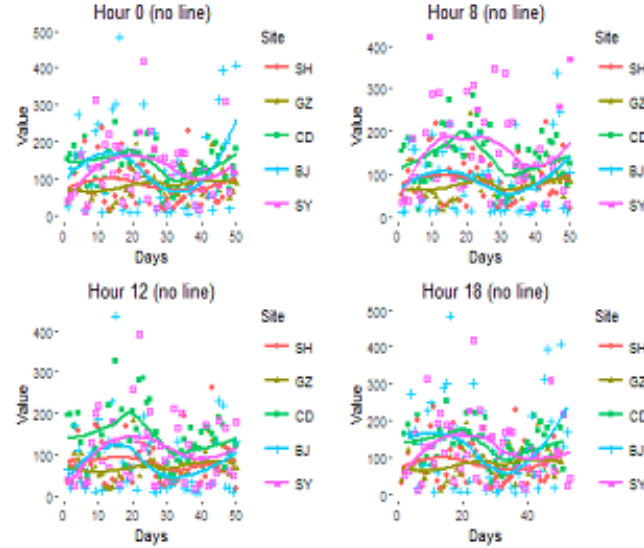 Hour 0 (no line)
Value
500
400
300
200
100
0
0 10 20 30 40 50
Days
Site
SH
GZ
CD
BJ
SY
Hour 8 (no line)
Value
400
300
200
100
0
0 10 20 30 40 50
Days
Site
SH
GZ
CD
BJ
SY
Hour 12 (no line)
Value
400
300
200
100
0
0 10 20 30 40 50
Days
Site
SH
GZ
CD
BJ
SY
Hour 18 (no line)
Value
500
400
300
200
100
0
20 40
Days
Site
SH
GZ
CD
BJ
SY